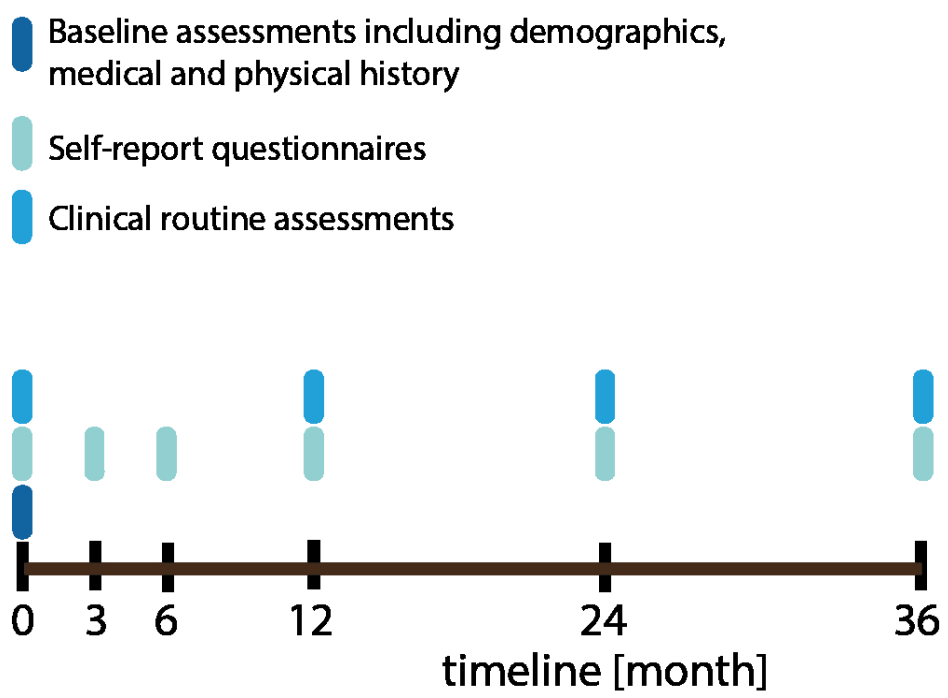 Baseline assessments including demographics,
medical and physical history
Self-report questionnaires
Clinical routine assessments
0 3 6 12 24 36
timeline [month]